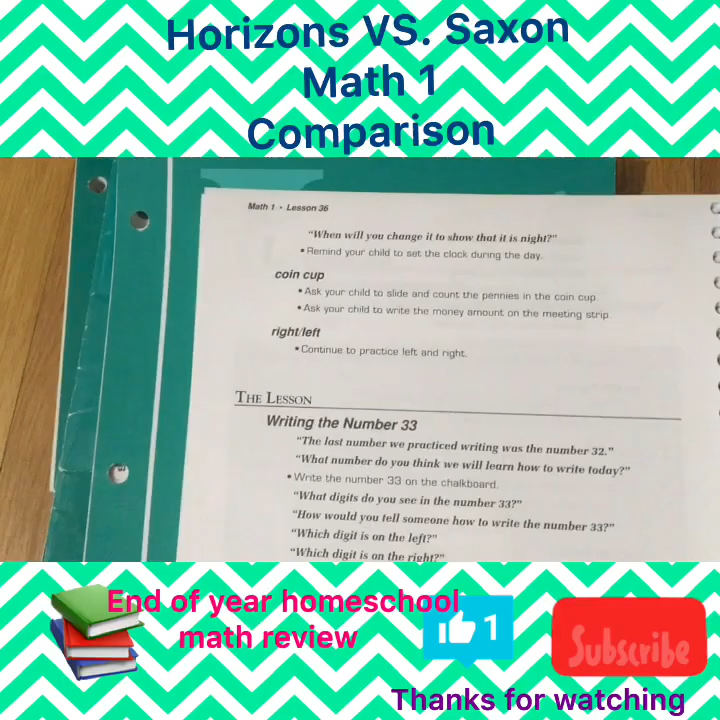 Horizons VS. Saxon
Math 1
Comparison
Math 1 • Lesson 36
"When will you change it to show that it is night?"
• Remind your child to set the clock during the day.
coin cup
• Ask your child to slide and count the pennies in the coin cup.
• Ask your child to write the money amount on the meeting strip.
right/left
• Continue to practice left and right.
THE LESSON
Writing the Number 33
"The last number we practiced writing was the number 32."
"What number do you think we will learn how to write today?"
• Write the number 33 on the chalkboard.
"What digits do you see in the number 33?"
"How would you tell someone how to write the number 33?"
"Which digit is on the left?"
"Which digit is on the right?"
End of year homeschool
math review
1
Subscribe
Thanks for watching